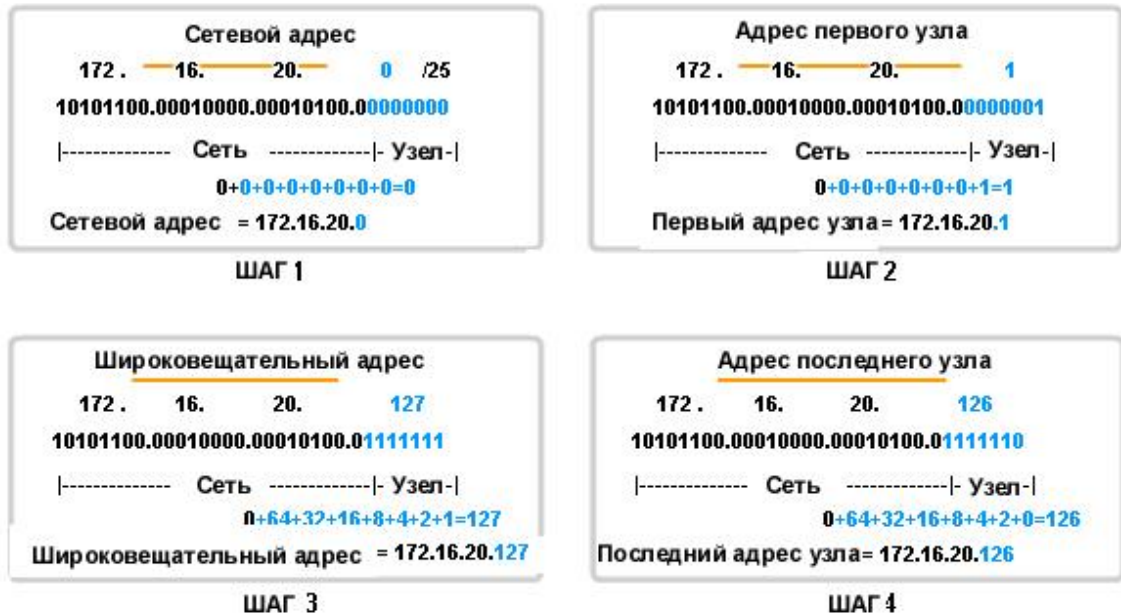 Сетевой адрес
172 . 16. 20. 0 /25
10101100.00010000.00010100.00000000
|--------------- Сеть -------------|- Узел-|
0+0+0+0+0+0+0+0=0
Сетевой адрес = 172.16.20.0
ШАГ 1
Адрес первого узла
172 . 16. 20. 1
10101100.00010000.00010100.00000001
|--------------- Сеть -------------|- Узел-|
0+0+0+0+0+0+0+1=1
Первый адрес узла= 172.16.20.1
ШАГ 2
Широковещательный адрес
172 . 16. 20. 127
10101100.00010000.00010100.01111111
|--------------- Сеть -------------|- Узел-|
0+64+32+16+8+4+2+1=127
Широковещательный адрес = 172.16.20.127
ШАГ 3
Адрес последнего узла
172 . 16. 20. 126
10101100.00010000.00010100.01111110
|-------------- Сеть -------------|- Узел-|
0+64+32+16+8+4+2+0=126
Последний адрес узла= 172.16.20.126
ШАГ 4